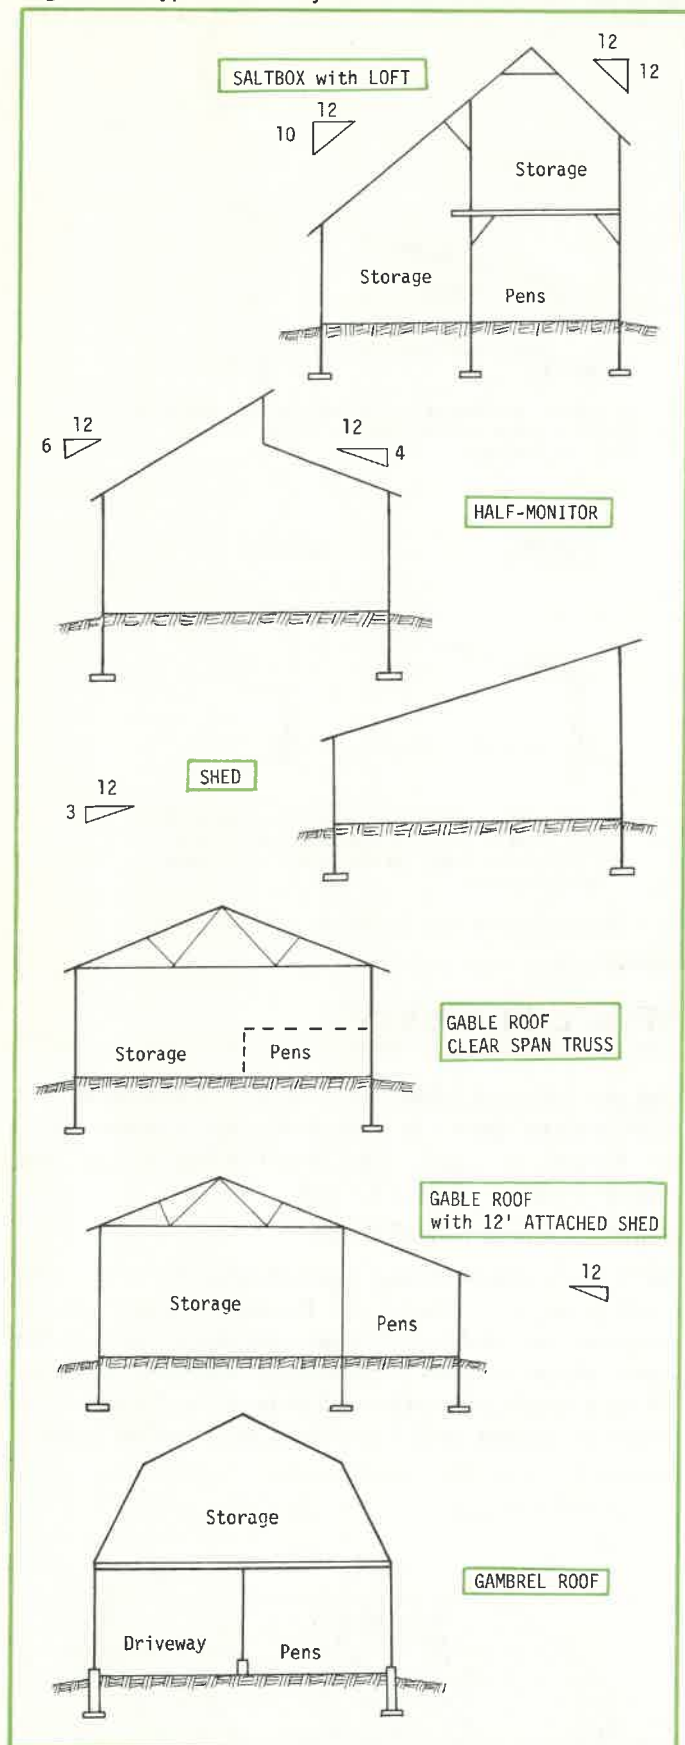 SALTBOX with LOFT
12
12
12
10
Storage
Storage
Pens
12
6
12
4
HALF-MONITOR
SHED
12
3
GABLE ROOF
CLEAR SPAN TRUSS
Storage
Pens
GABLE ROOF
with 12' ATTACHED SHED
12
Storage
Pens
Storage
GAMBREL ROOF
Driveway
Pens